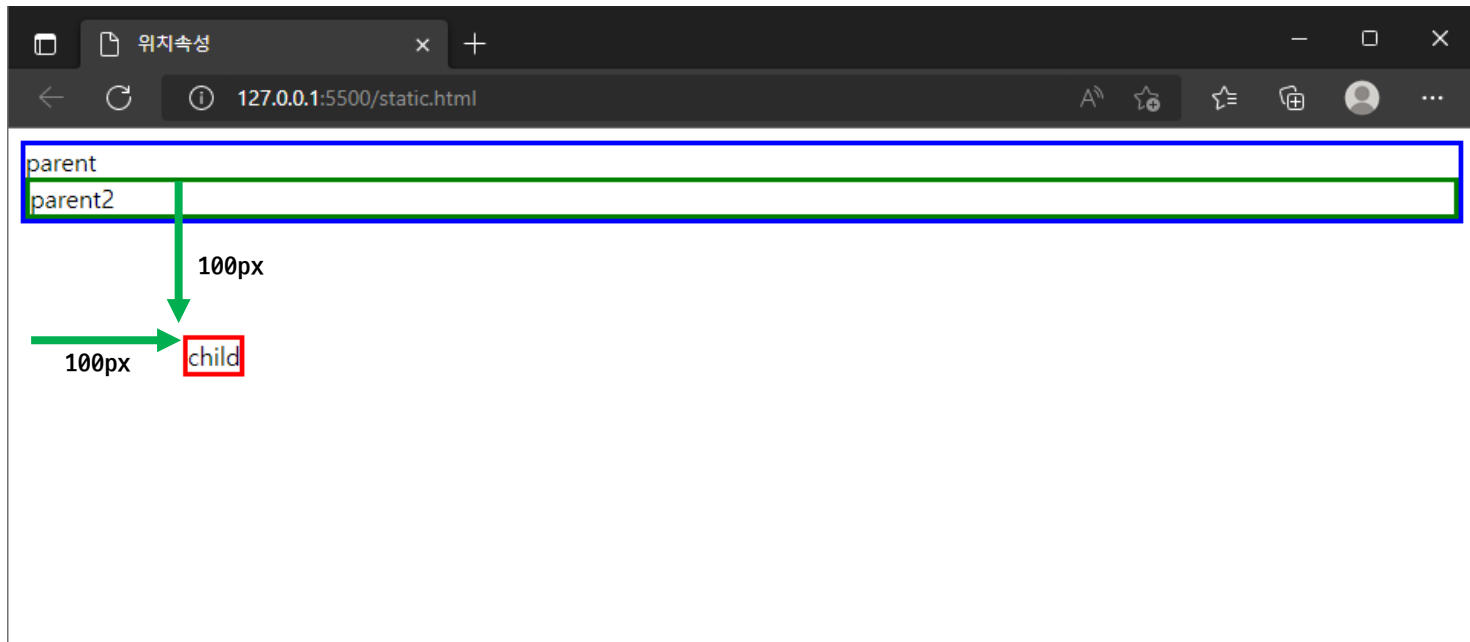 위치속성
127.0.0.1:5500/static.html
parent
parent2
100px
100px
child